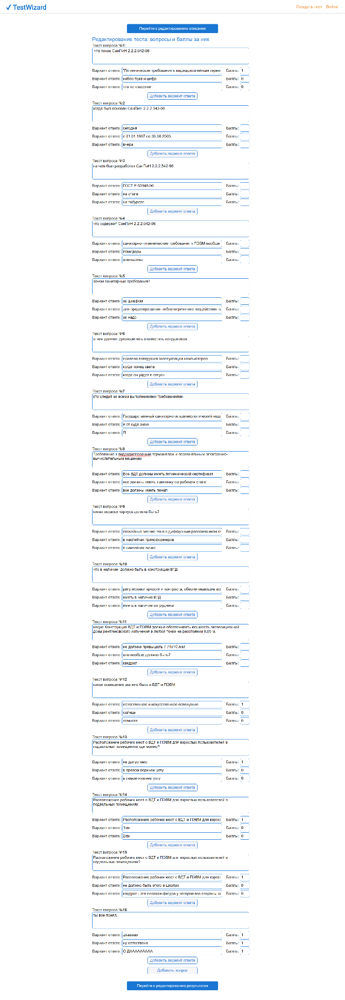 TestWizard
Создать тест Войти
Перейти к редактированию описания
Редактирование теста: вопросы и баллы за них
Текст вопроса №1:
что такое СанПиН 2.2.2.542-96
Вариант ответа: "Гигиенические требования к видеодисплейным терми Баллы: 1
Вариант ответа: набор букв и цифр Баллы: 0
Вариант ответа: что то классное Баллы: 0
Добавить вариант ответа
Текст вопроса №2
когда был основан СанПиН 2.2.2.542-96
Вариант ответа: сегодня Баллы:
Вариант ответа: с 01.01.1997 по 30.06.2003. Баллы:
Вариант ответа: вчера Баллы:
Добавить вариант ответа
Текст вопроса №3
на чем был разработан СанПиН 2.2.2.542-96
Вариант ответа: ГОСТ Р 50948-96 Баллы:
Вариант ответа: на столе Баллы:
Вариант ответа: на табурете Баллы:
Добавить вариант ответа
Текст вопроса №4
что содержит СанПиН 2.2.2.542-96
Вариант ответа: санитарно-гигиенические требования к ПЭВМ вообще Баллы:
Вариант ответа: помидоры Баллы:
Вариант ответа: апельсины Баллы:
Добавить вариант ответа
Текст вопроса №5
зачем санитарные требования?
Вариант ответа: за шкафом Баллы:
Вариант ответа: для предотвращения неблагоприятного воздействия на Баллы:
Вариант ответа: за надо Баллы:
Добавить вариант ответа
Текст вопроса №6
о чем должен руководитель оповестить сотрудников
Вариант ответа: правела поведения эксплуатации компьютеров Баллы:
Вариант ответа: когда конец света Баллы:
Вариант ответа: когда он уйдет в отпуск Баллы:
Добавить вариант ответа
Текст вопроса №7
кто следит за всеми выполнениями требованиями
Вариант ответа: Государственный санитарно-эпидемиологический надз Баллы:
Вариант ответа: я от куда знаю Баллы:
Вариант ответа: Я Баллы:
Добавить вариант ответа
Текст вопроса №8
Требование к видеодисплейным терминалам и персональным электронно-
вычислительным машинам
Вариант ответа: Все ВДТ должны иметь гигиенический сертификат Баллы:
Вариант ответа: все должны иметь лампочку на рабочем столе Баллы:
Вариант ответа: все должны иметь пинал Баллы:
Добавить вариант ответа
Текст вопроса №9
какая окраска корпуса должна быть?
Вариант ответа: спокойные мягкие тона с диффузным рассеиванием св Баллы:
Вариант ответа: в наклейках трансформеров Баллы:
Вариант ответа: в наклейках винкс Баллы:
Добавить вариант ответа
Текст вопроса №10
что в наличие должно быть в конструкции ВТД
Вариант ответа: регулировки яркости и контраста, обеспечивающие воз Баллы:
Вариант ответа: иметь в наличие ВТД Баллы:
Вариант ответа: иметь в наличие сотрудника Баллы:
Добавить вариант ответа
Текст вопроса №11
какую Конструкция ВДТ и ПЭВМ должна обеспечивать мощность экспозиционной
дозы рентгеновского излучения в любой точке на расстоянии 0,05 м.
Вариант ответа: не должна превышать 7.74х10 А/кг Баллы:
Вариант ответа: оно вообще должно быть? Баллы:
Вариант ответа: квадрат Баллы:
Добавить вариант ответа
Текст вопроса №12
какое освещение должно быть в ВДТ и ПЭВМ
Вариант ответа: естественное и искусственное освещение Баллы: 1
Вариант ответа: солнце Баллы: 0
Вариант ответа: темнота Баллы: 0
Добавить вариант ответа
Текст вопроса №13
Расположение рабочих мест с ВДТ и ПЭВМ для взрослых пользователей в
подвальных помещениях где можно?
Вариант ответа: не допустимо Баллы: 1
Вариант ответа: в правом верхнем углу Баллы: 0
Вариант ответа: в левом нижнем углу Баллы: 0
Добавить вариант ответа
Текст вопроса №14
Расположение рабочих мест с ВДТ и ПЭВМ для взрослых пользователей в
подвальных помещениях
Вариант ответа: Расположение рабочих мест с ВДТ и ПЭВМ для взросл Баллы: 1
Вариант ответа: 1км Баллы: 0
Вариант ответа: 2км Баллы: 0
Добавить вариант ответа
Текст вопроса №15
Расположение рабочих мест с ВДТ и ПЭВМ для взрослых пользователей в
подвальных помещениях?
Вариант ответа: Расположение рабочих мест с ВДТ и ПЭВМ для взросл Баллы: 1
Вариант ответа: не должно быть этого в школах Баллы: 0
Вариант ответа: квадрат - это плоская фигура у которой все стороны ра Баллы: 0
Добавить вариант ответа
Текст вопроса №16
ты все понял,
Вариант ответа: даааааа Баллы: 1
Вариант ответа: ну естествено Баллы: 1
Вариант ответа: О ДААААААААА Баллы: 1
Добавить вариант ответа
Добавить вопрос
Перейти к редактированию результатов